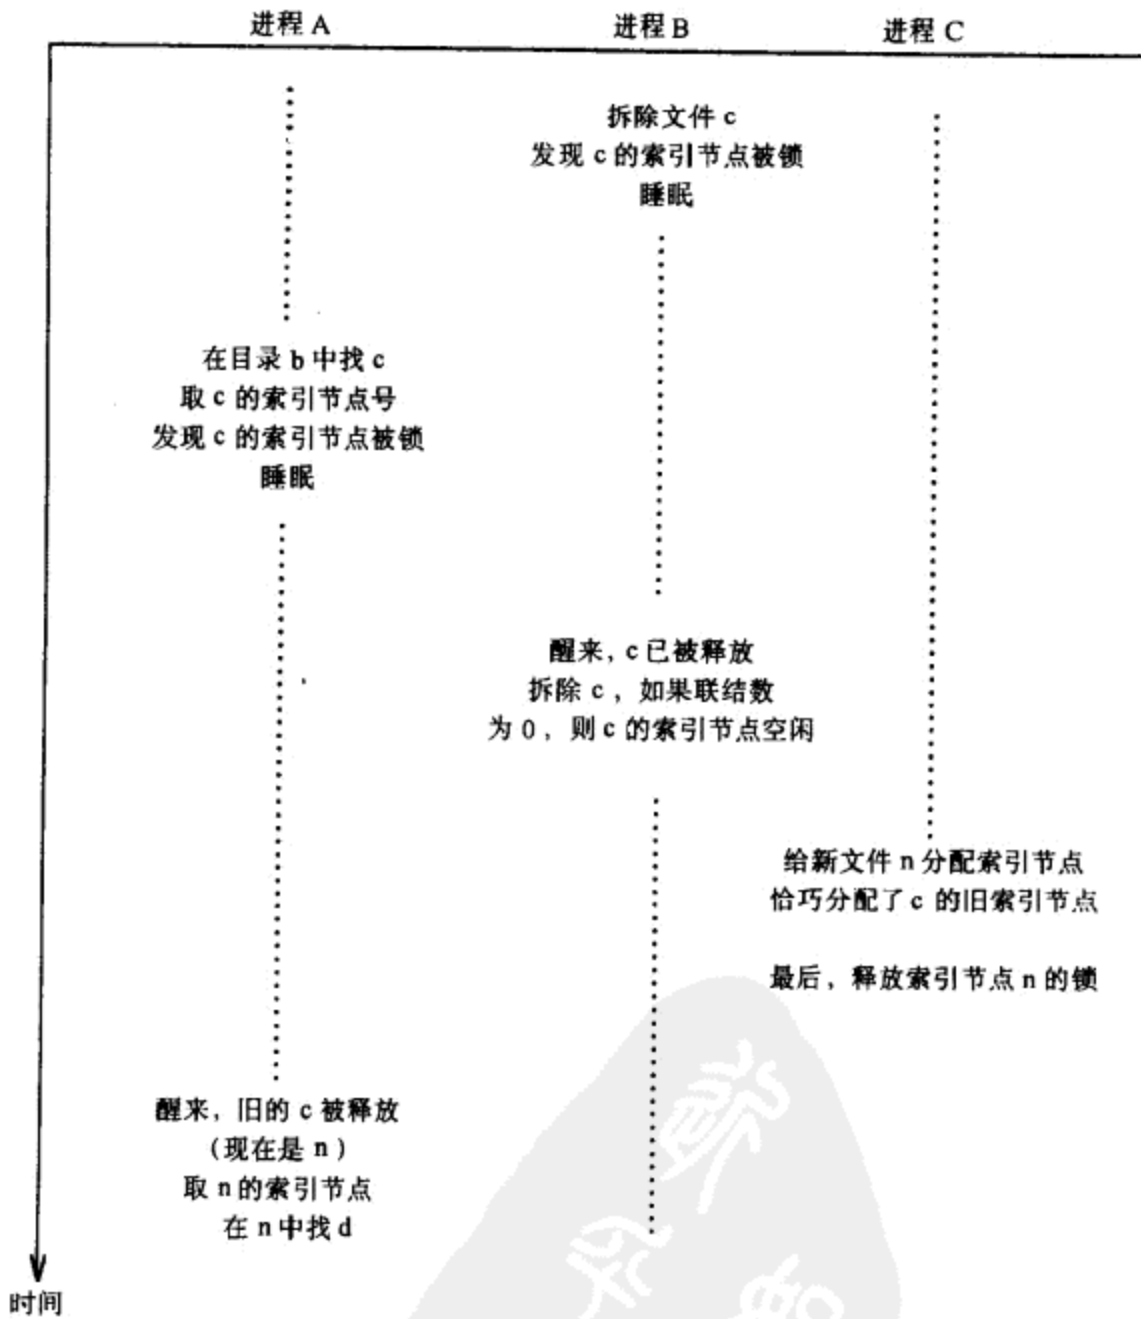 进程 A
进程 B
进程 C
拆除文件 c
发现 c 的索引节点被锁
睡眠
在目录 b 中找 c
取 c 的索引节点号
发现 c 的索引节点被锁
睡眠
醒来，c 已被释放
拆除 c，如果联结数
为 0，则 c 的索引节点空闲
给新文件 n 分配索引节点
恰巧分配了 c 的旧索引节点
最后，释放索引节点 n 的锁
醒来，旧的 c 被释放
（现在是 n）
取 n 的索引节点
在 n 中找 d
时间